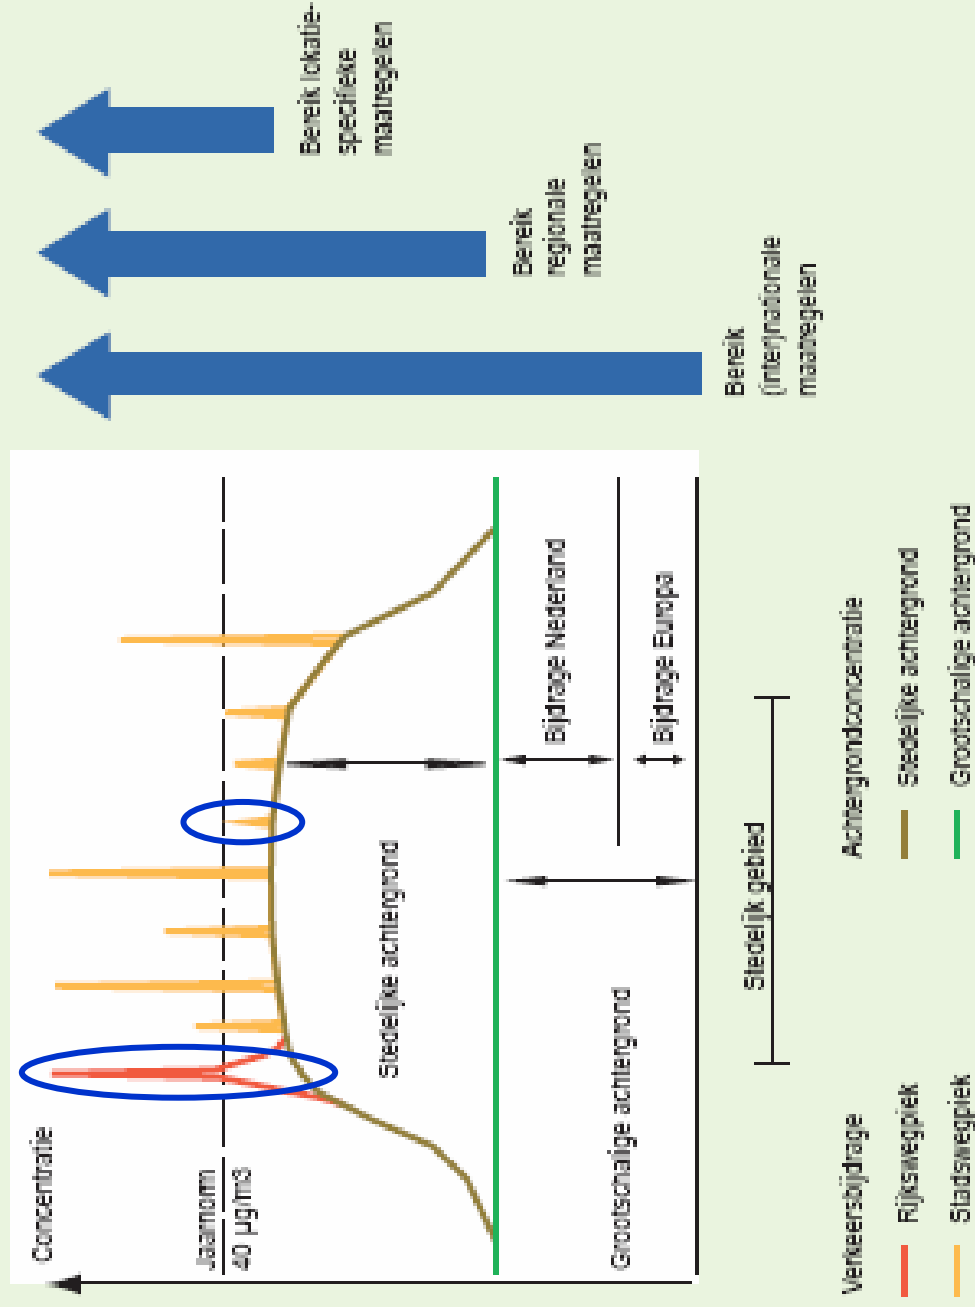 Concentratie
Jaarnorm
40 µg/m3
Stedelijke achtergrond
Grootschalige achtergrond
Bijdrage Nederland
Bijdrage Europa
Stedelijk gebied
Verkeersbijdrage
Rijkswegpiek
Stadswegpiek
Achtergrondconcentratie
Stedelijke achtergrond
Grootschalige achtergrond
Bereik
(inter)nationale
maatregelen
Bereik
regionale
maatregelen
Bereik lokatie-
specifieke
maatregelen